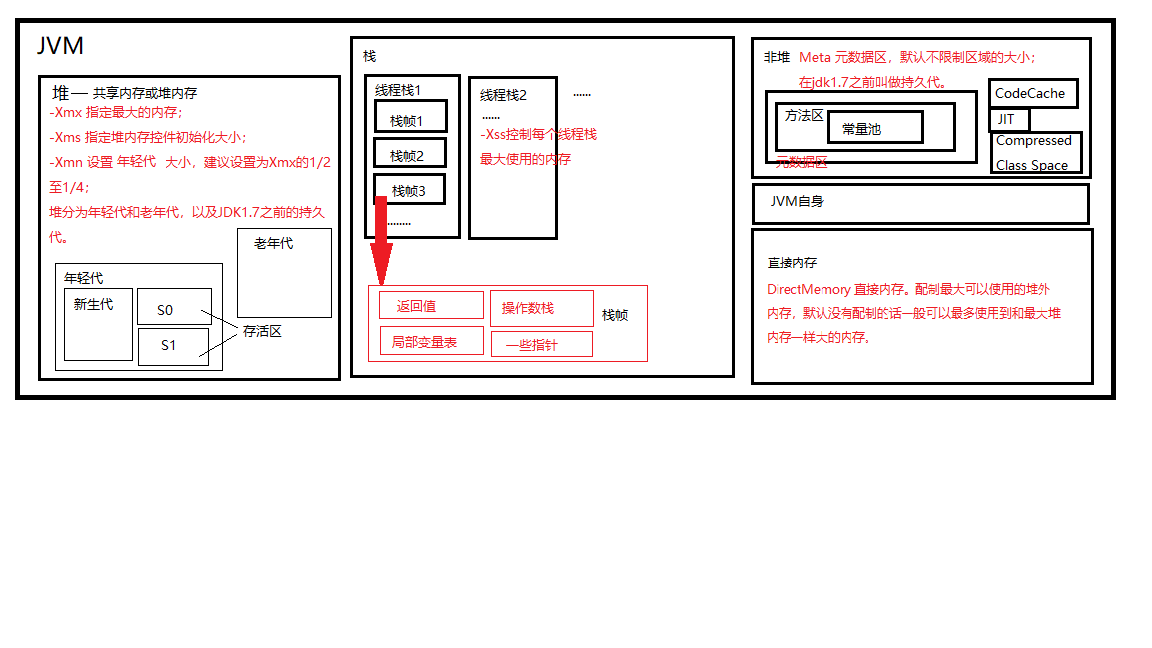 JVM
堆一 共享内存或堆内存
-Xmx 指定最大的内存；
-Xms 指定堆内存控件初始化大小；
-Xmn 设置 年轻代 大小，建议设置为Xmx的1/2
至1/4；
堆分为年轻代和老年代，以及JDK1.7之前的持久
代。
老年代
年轻代
新生代
S0
S1
存活区
栈
线程栈1
栈帧1
栈帧2
栈帧3
........
线程栈2
......
-Xss控制每个线程栈
最大使用的内存
......
返回值
操作数栈
局部变量表
一些指针
栈帧
非堆 Meta 元数据区，默认不限制区域的大小；
在jdk1.7之前叫做持久代。
方法区
常量池
元数据区
CodeCache
JIT
Compressed
Class Space
JVM自身
直接内存
DirectMemory 直接内存。配制最大可以使用的堆外
内存，默认没有配制的话一般可以最多使用到和最大堆
内存一样大的内存。